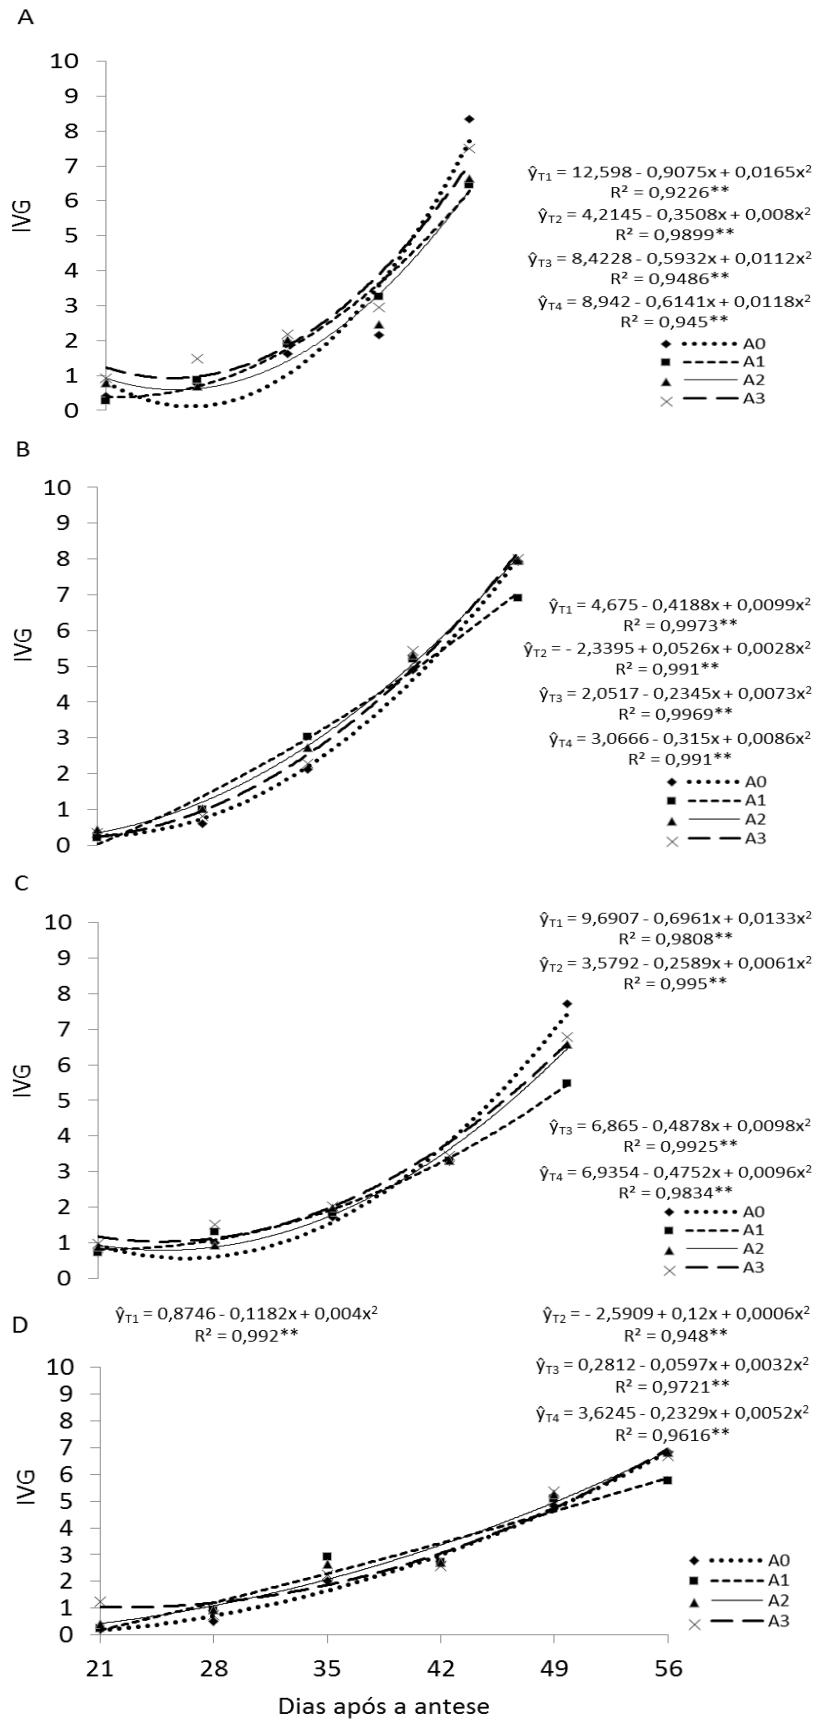 A
10
9
8
7
6
5
4
3
2
1
0
IVG
ŷT1 = 12,598 - 0,9075x + 0,0165x²
R² = 0,9226**
ŷT2 = 4,2145 - 0,3508x + 0,008x²
R² = 0,9899**
ŷT3 = 8,4228 - 0,5932x + 0,0112x²
R² = 0,9486**
ŷT4 = 8,942 - 0,6141x + 0,0118x²
R² = 0,945**
A0
A1
A2
A3
B
10
9
8
7
6
5
4
3
2
1
0
IVG
ŷT1 = 4,675 - 0,4188x + 0,0099x²
R² = 0,9973**
ŷT2 = - 2,3395 + 0,0526x + 0,0028x²
R² = 0,991**
ŷT3 = 2,0517 - 0,2345x + 0,0073x²
R² = 0,9969**
ŷT4 = 3,0666 - 0,315x + 0,0086x²
R² = 0,991**
A0
A1
A2
A3
C
10
9
8
7
6
5
4
3
2
1
0
IVG
ŷT1 = 9,6907 - 0,6961x + 0,0133x²
R² = 0,9808**
ŷT2 = 3,5792 - 0,2589x + 0,0061x²
R² = 0,995**
ŷT3 = 6,865 - 0,4878x + 0,0098x²
R² = 0,9925**
ŷT4 = 6,9354 - 0,4752x + 0,0096x²
R² = 0,9834**
A0
A1
A2
A3
D
ŷT1 = 0,8746 - 0,1182x + 0,004x²
R² = 0,992**
ŷT2 = - 2,5909 + 0,12x + 0,0006x²
R² = 0,948**
ŷT3 = 0,2812 - 0,0597x + 0,0032x²
R² = 0,9721**
ŷT4 = 3,6245 - 0,2329x + 0,0052x²
R² = 0,9616**
10
9
8
7
6
5
4
3
2
1
0
IVG
A0
A1
A2
A3
21 28 35 42 49 56
Dias após a antese